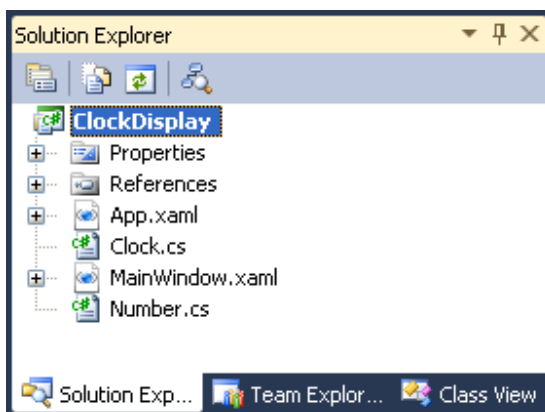 Solution Explorer
ClockDisplay
Properties
References
App.xaml
Clock.cs
MainWindow.xaml
Number.cs
Solution Exp... Team Explor... Class View